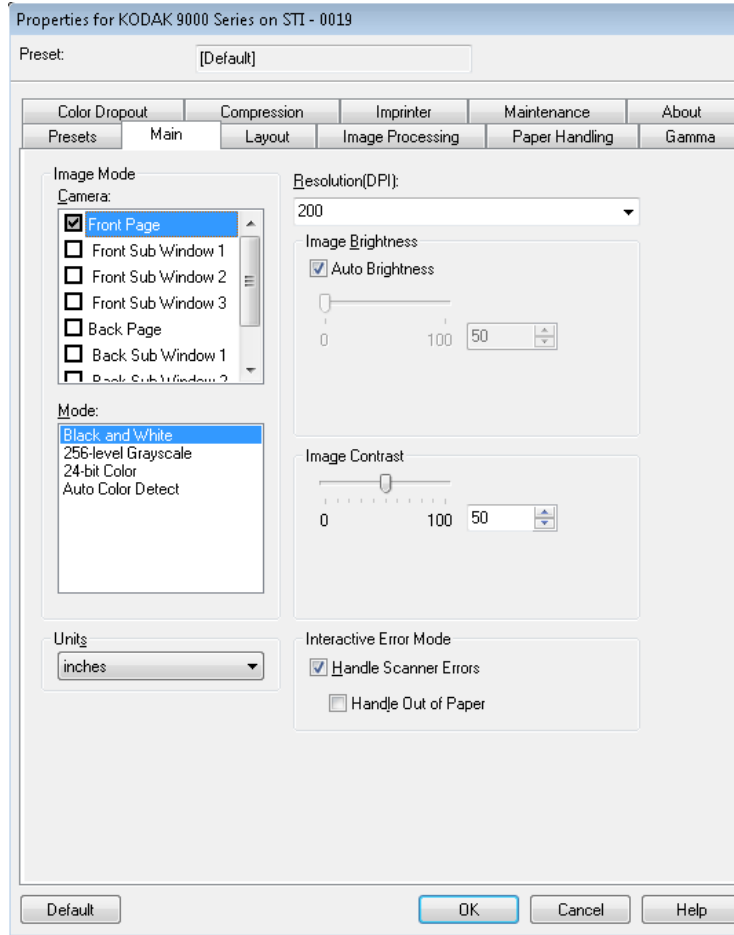 Properties for KODAK 9000 Series on STI - 0019
Preset: [Default]
Color Dropout Compression Imprinter Maintenance About
Presets Main Layout Image Processing Paper Handling Gamma
Image Mode
Camera:
Front Page
Front Sub Window 1
Front Sub Window 2
Front Sub Window 3
Back Page
Back Sub Window 1
Back Sub Window 2
Mode:
Black and White
256-level Grayscale
24-bit Color
Auto Color Detect
Units
inches
Resolution(DPI):
200
Image Brightness
Auto Brightness
0 100 50
Image Contrast
0 100 50
Interactive Error Mode
Handle Scanner Errors
Handle Out of Paper
Default OK Cancel Help